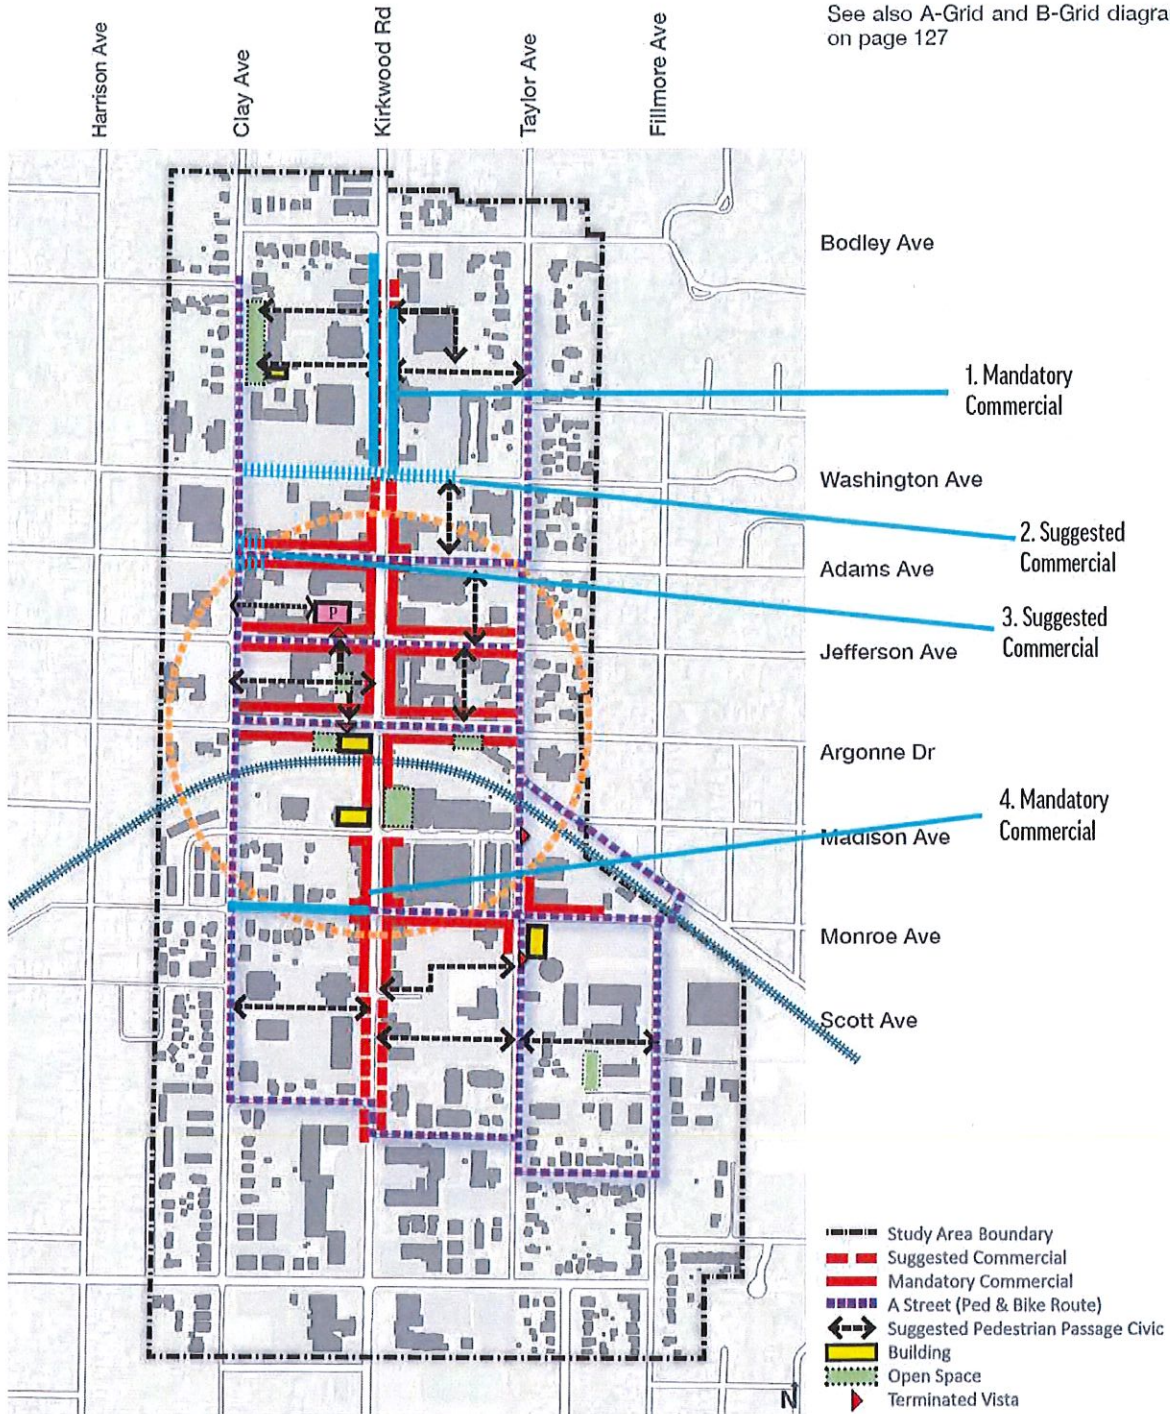 See also A-Grid and B-Grid diagra
on page 127
Harrison Ave
Clay Ave
Kirkwood Rd
Taylor Ave
Fillmore Ave
Bodley Ave
1. Mandatory
Commercial
Washington Ave
2. Suggested
Commercial
Adams Ave
3. Suggested
Commercial
P
Jefferson Ave
Argonne Dr
4. Mandatory
Commercial
Madison Ave
Monroe Ave
Scott Ave
Study Area Boundary
Suggested Commercial
Mandatory Commercial
A Street (Ped & Bike Route)
Suggested Pedestrian Passage Civic
Building
Open Space
Terminated Vista
N